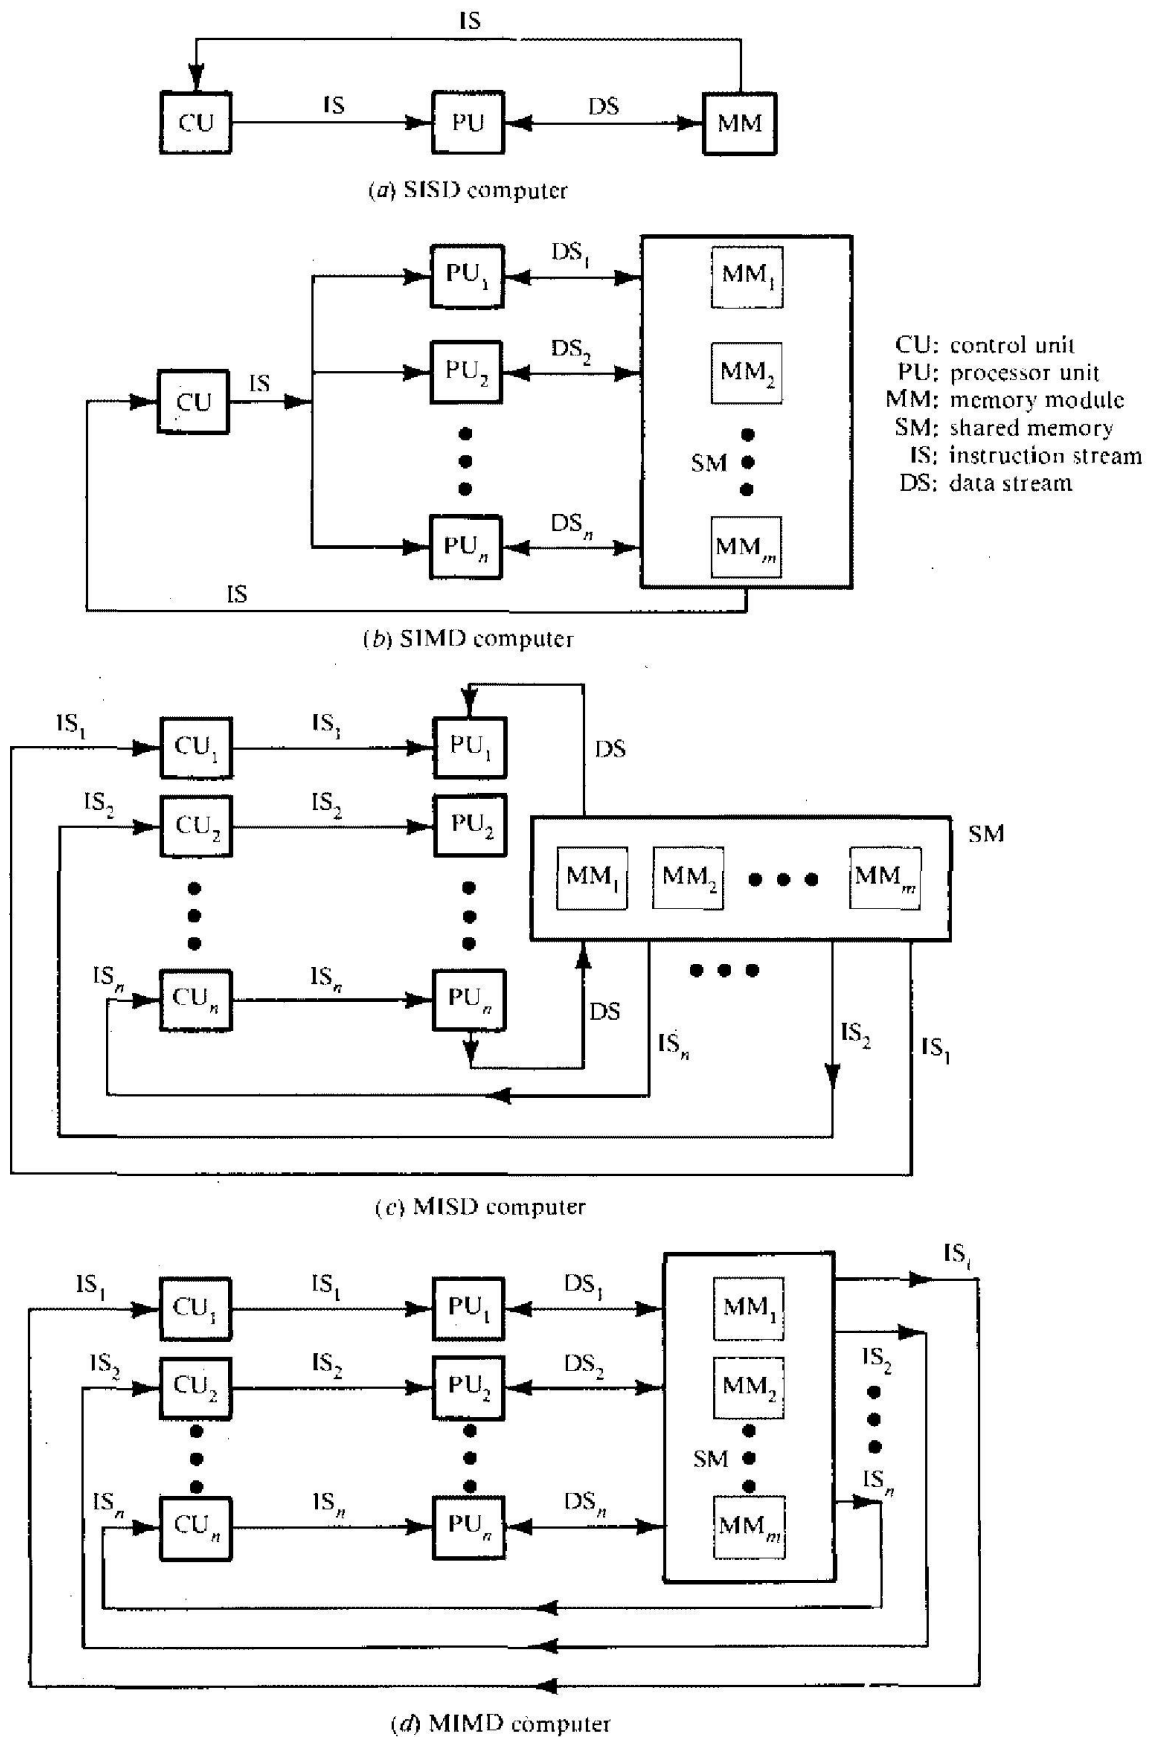 IS
CU IS PU DS MM
(a) SISD computer
PU₁ DS₁ MM₁
PU₂ DS₂ MM₂
CU IS
SM
PUₙ DSₙ MMₘ
IS
CU: control unit
PU: processor unit
MM: memory module
SM: shared memory
IS: instruction stream
DS: data stream
(b) SIMD computer
IS₁ CU₁ IS₁ PU₁ DS
IS₂ CU₂ IS₂ PU₂
SM
MM₁ MM₂ MMₘ
ISₙ CUₙ ISₙ PUₙ DS
ISₙ IS₂ IS₁
(c) MISD computer
IS₁ CU₁ IS₁ PU₁ DS₁ MM₁ IS₁
IS₂ CU₂ IS₂ PU₂ DS₂ MM₂ IS₂
SM
ISₙ CUₙ ISₙ PUₙ DSₙ MMₘ ISₙ
(d) MIMD computer